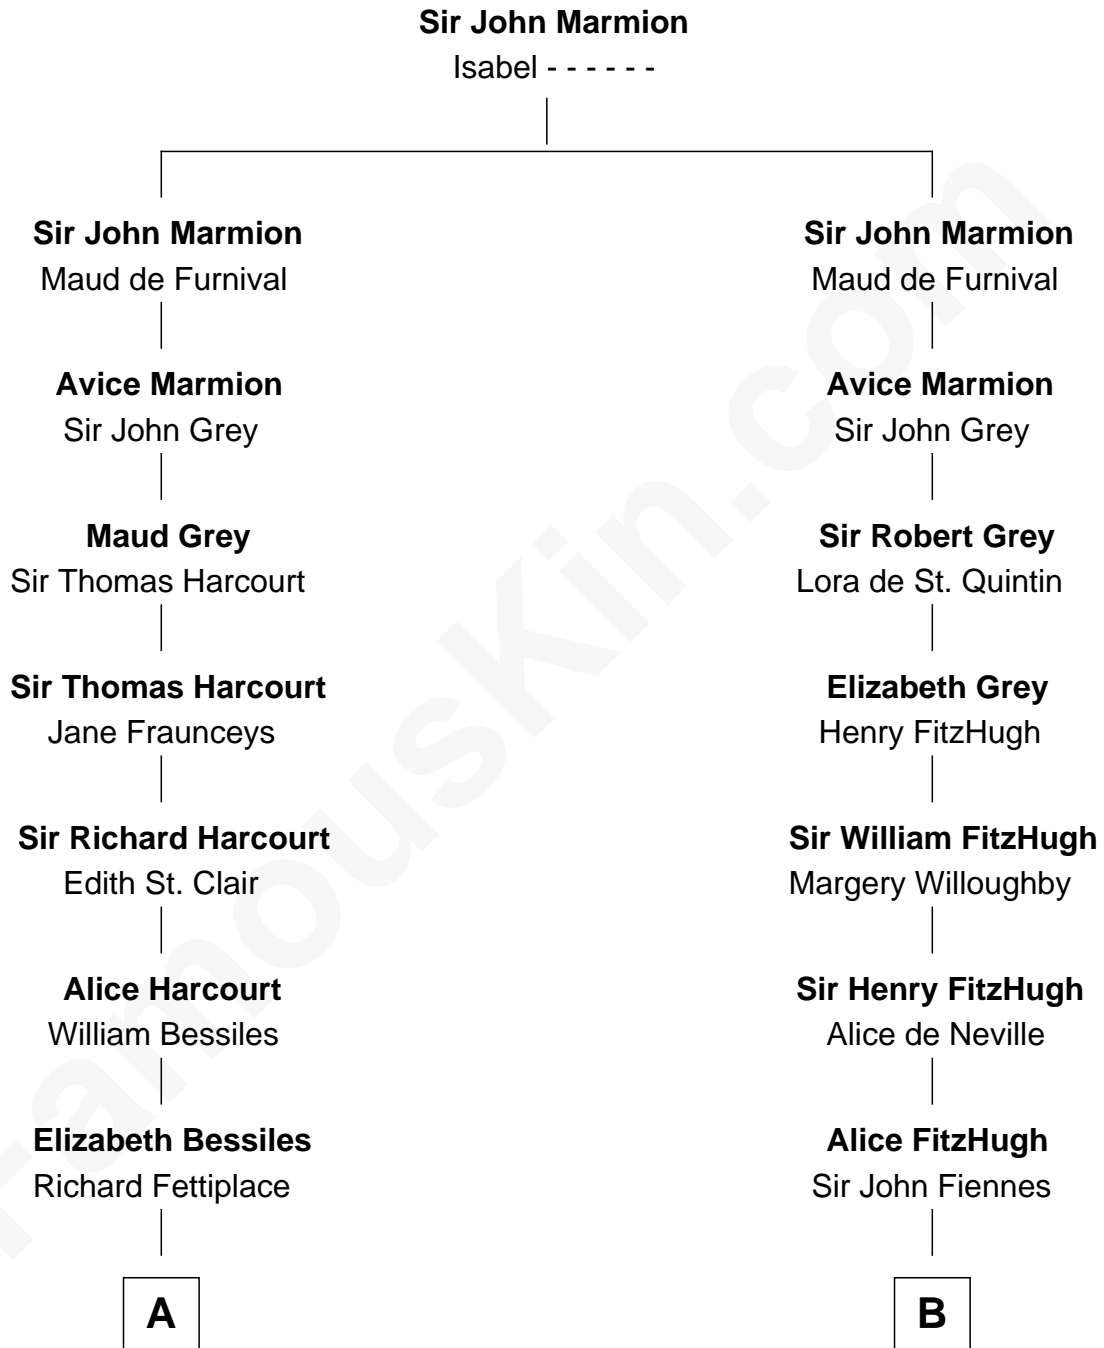 Sir John Marmion
Isabel - - - - - -
Sir John Marmion
Maud de Furnival
Avice Marmion
Sir John Grey
Maud Grey
Sir Thomas Harcourt
Sir Thomas Harcourt
Jane Fraunceys
Sir Richard Harcourt
Edith St. Clair
Alice Harcourt
William Bessiles
Elizabeth Bessiles
Richard Fettiplace
A
Sir John Marmion
Maud de Furnival
Avice Marmion
Sir John Grey
Sir Robert Grey
Lora de St. Quintin
Elizabeth Grey
Henry FitzHugh
Sir William FitzHugh
Margery Willoughby
Sir Henry FitzHugh
Alice de Neville
Alice FitzHugh
Sir John Fiennes
B
FamousKin.com